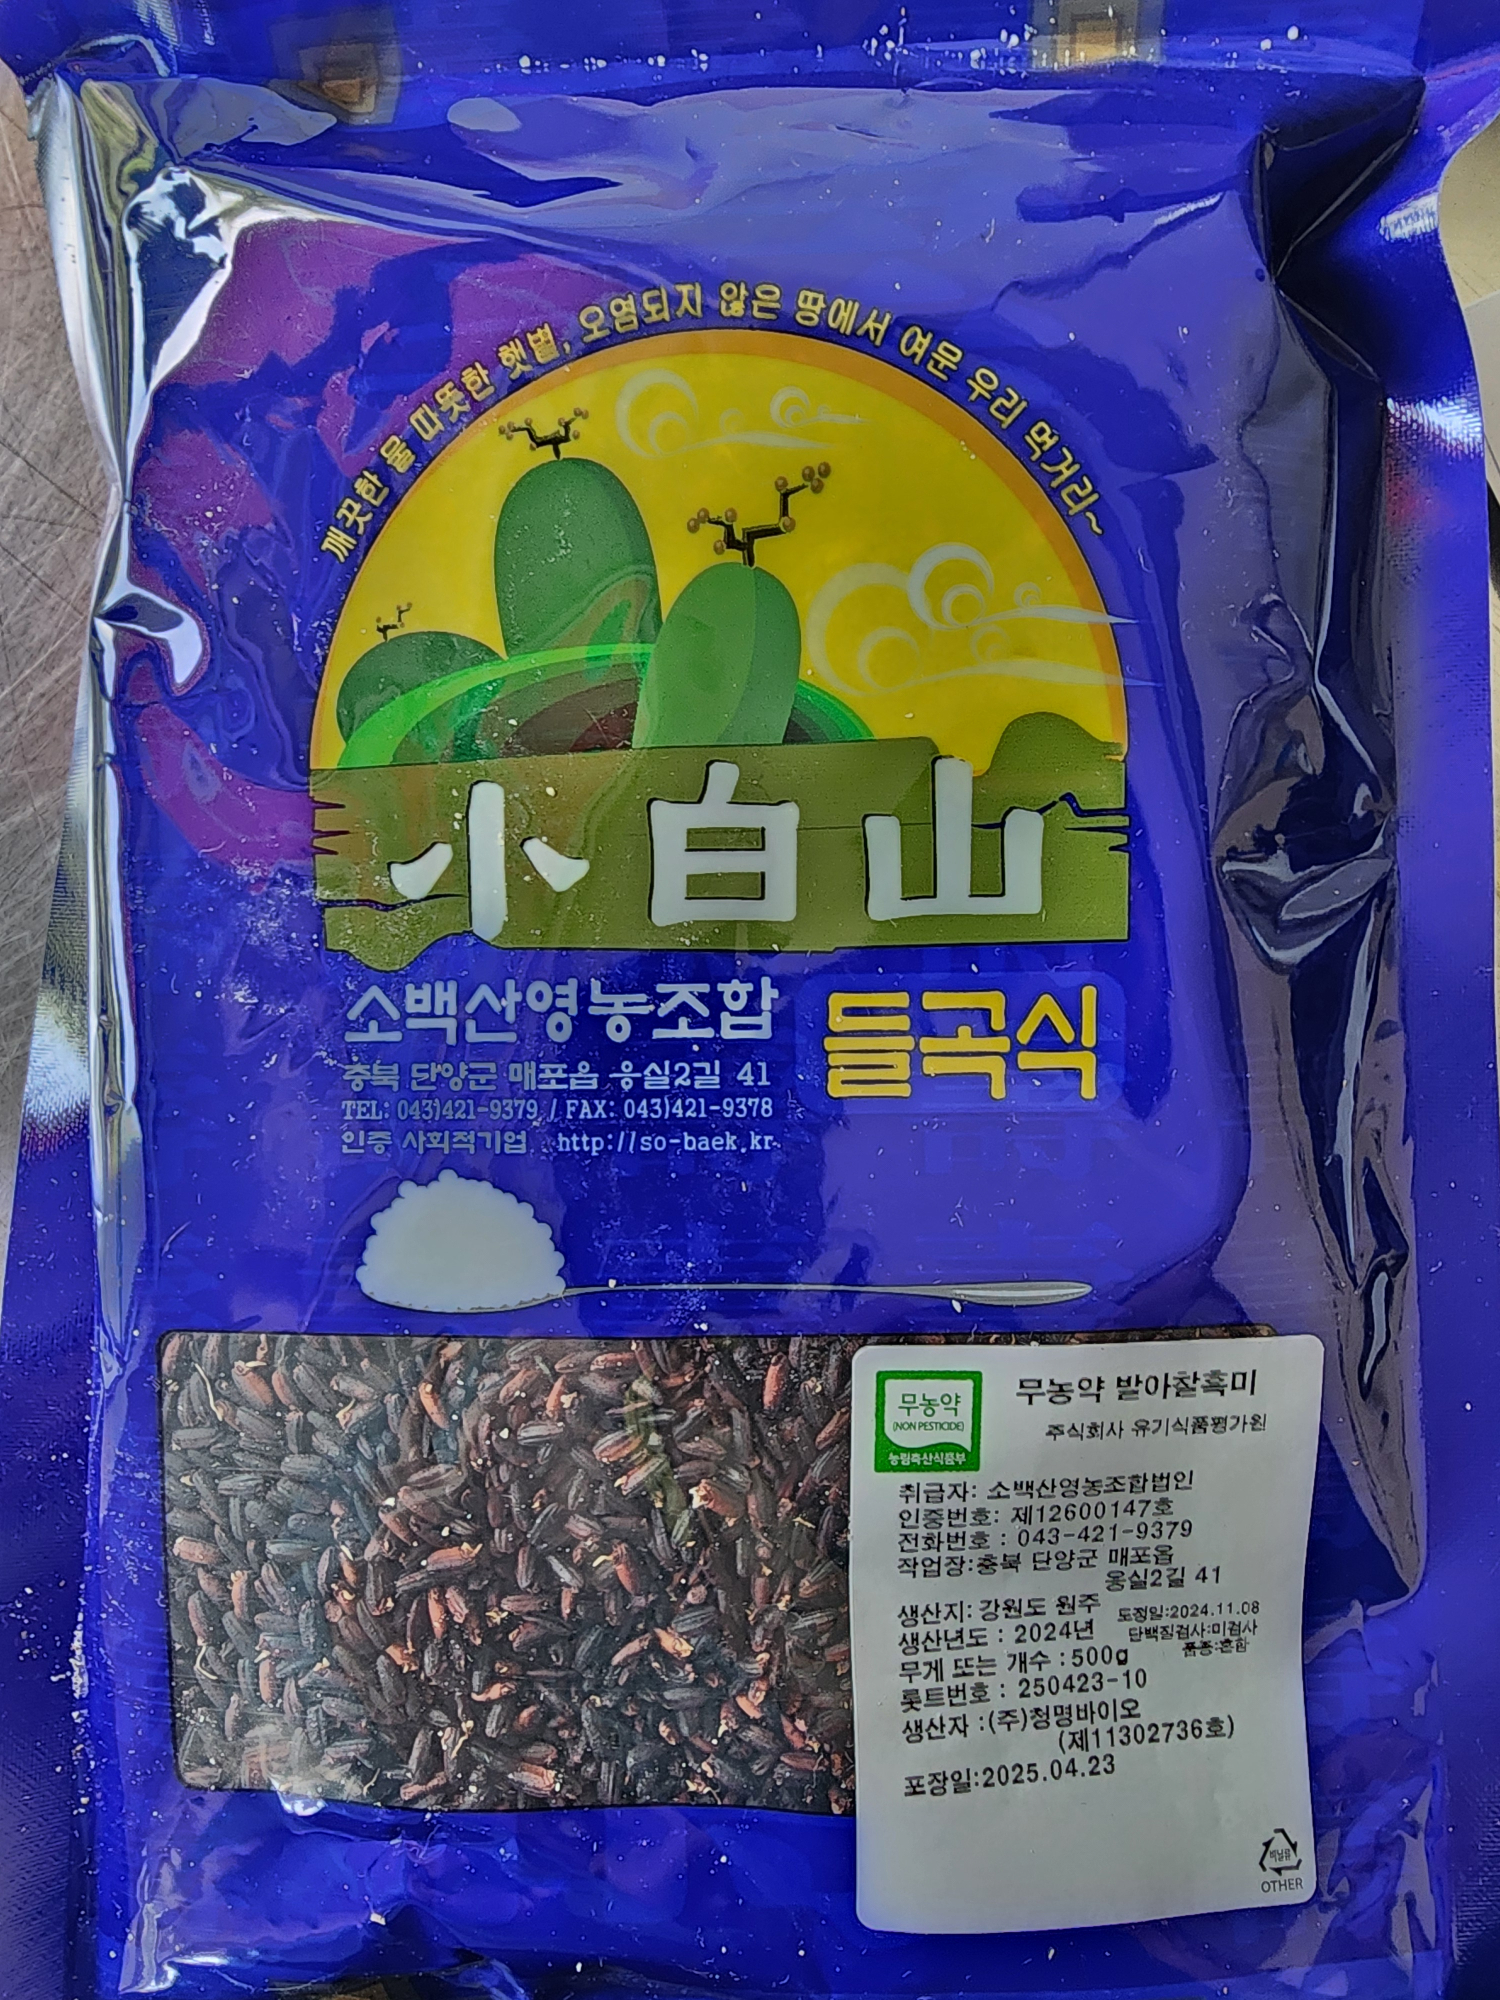 깨끗한 물 따뜻한 햇볕, 오염되지 않은 땅에서 여문 우리 먹거리~
小白山
소백산영농조합 들곡식
충북 단양군 매포읍 응실2길 41
TEL: 043)421-9379 / FAX: 043)421-9378
인증 사회적기업 http://so-baek.kr
무농약
(NON PESTICIDE)
농림축산식품부
무농약 발아찰흑미
주식회사 유기식품평가원
취급자: 소백산영농조합법인
인증번호: 제12600147호
전화번호 : 043-421-9379
작업장:충북 단양군 매포읍
웅실2길 41
생산지: 강원도 원주 도정일:2024.11.08
생산년도 : 2024년 단백질검사:미검사
무게 또는 개수 : 500g 품종:혼합
롯트번호 : 250423-10
생산자 :(주)청명바이오
(제11302736호)
포장일:2025.04.23
비닐류
OTHER